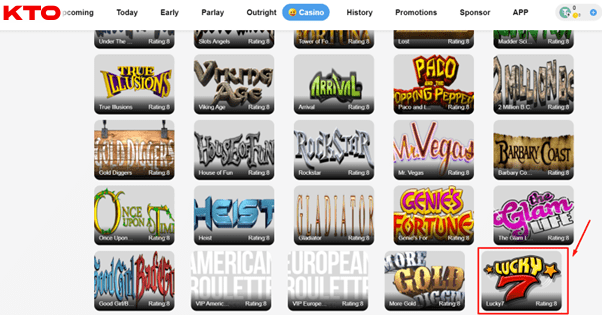 KTO pcoming Today Early Parlay Outright Casino History Promotions Sponsor APP 0
Under The ... Rating:8 Slots Angels Rating:8 Tower of Fo... Rating:8 Lost Rating:8 Madder Sci... Rating:8
TRUE ILLUSIONS VIKING AGE ARRIVAL PACO AND THE POPPING PEPPERS 2 MILLION BC
True Illusions Rating:8 Viking Age Rating:8 Arrival Rating:8 Paco and t... Rating:8 2 Million B.C. Rating:8
GOLD DIGGERS HOUSE OF FUN ROCKSTAR Mr. Vegas BARBARY COAST
Gold Diggers Rating:8 House of Fun Rating:8 Rockstar Rating:8 Mr. Vegas Rating:8 Barbary Co... Rating:8
ONCE UPON A TIME HEIST GLADIATOR GENIE'S FORTUNE the Glam LIFE
Once Upon... Rating:8 Heist Rating:8 Gladiator Rating:8 Genie's For Rating:8 The Glam L Rating:8
Good Girl Bad Girl AMERICAN ROULETTE EUROPEAN ROULETTE MORE GOLD DIGGIN LUCKY 7
Good Girl/B... Rating:8 VIP Americ... Rating:8 VIP Europe... Rating:8 More Gold ... Rating:8 Lucky7 Rating:8